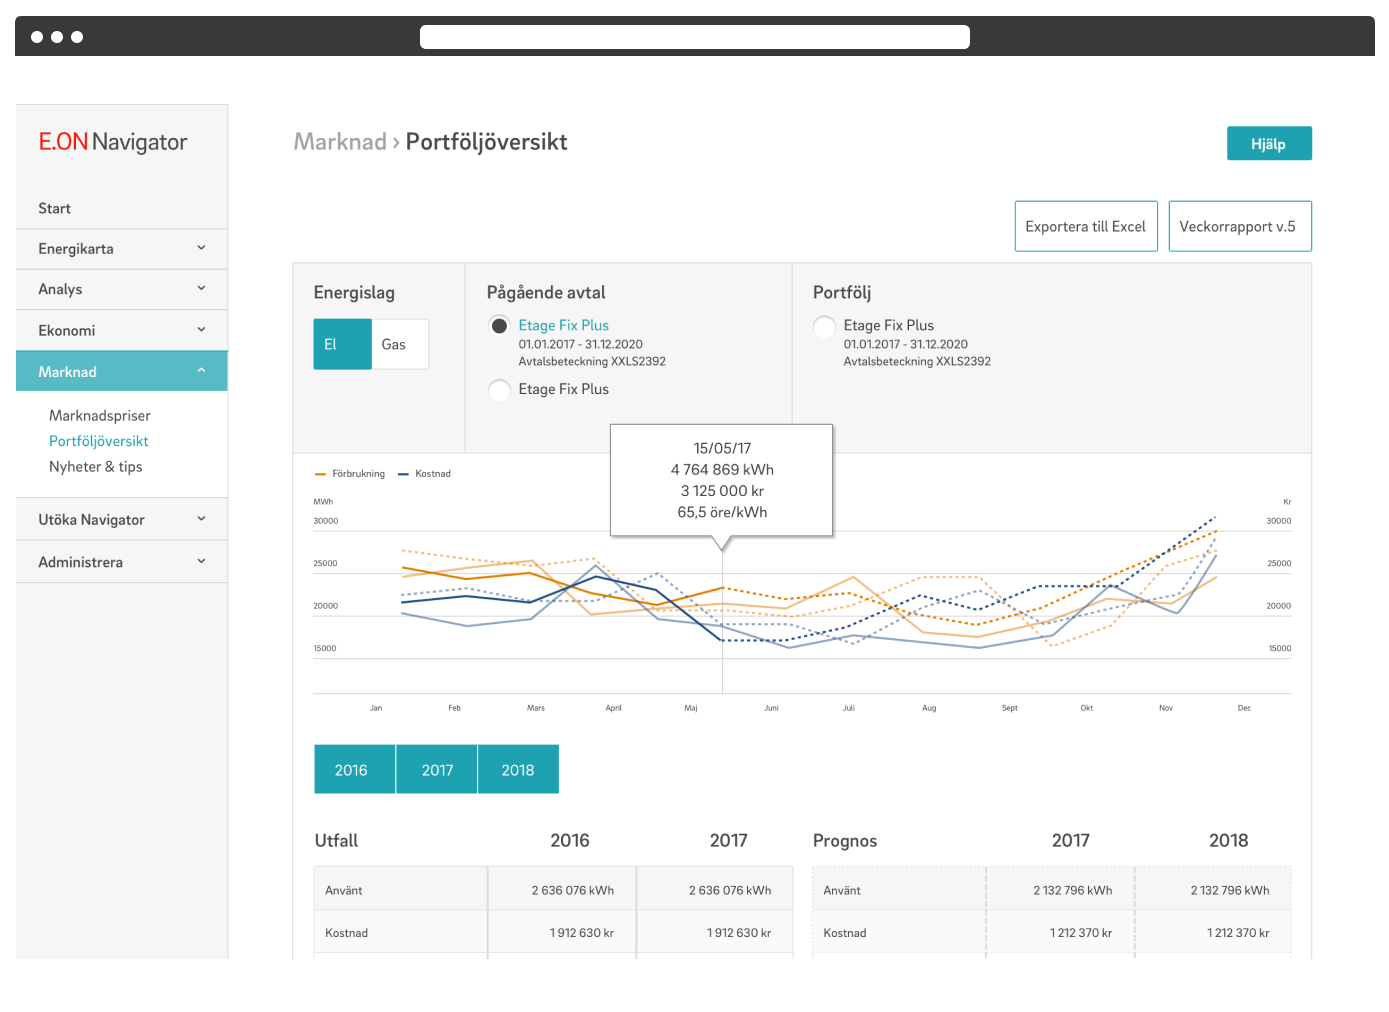 E.ON Navigator
Start
Energikarta
Analys
Ekonomi
Marknad
Marknadspriser
Portföljöversikt
Nyheter & tips
Utöka Navigator
Administrera
Marknad › Portföljöversikt
Hjälp
Exportera till Excel
Veckorrapport v.5
Energislag
El
Gas
Pågående avtal
Etage Fix Plus
01.01.2017 - 31.12.2020
Avtalsbeteckning XXLS2392
Etage Fix Plus
Portfölj
Etage Fix Plus
01.01.2017 - 31.12.2020
Avtalsbeteckning XXLS2392
15/05/17
4 764 869 kWh
3 125 000 kr
65,5 öre/kWh
Förbrukning Kostnad
MWh Kr
30000 30000
25000 25000
20000 20000
15000 15000
Jan Feb Mars April Maj Juni Juli Aug Sept Okt Nov Dec
2016 2017 2018
Utfall 2016 2017
Använt 2 636 076 kWh 2 636 076 kWh
Kostnad 1 912 630 kr 1 912 630 kr
Prognos 2017 2018
Använt 2 132 796 kWh 2 132 796 kWh
Kostnad 1 212 370 kr 1 212 370 kr